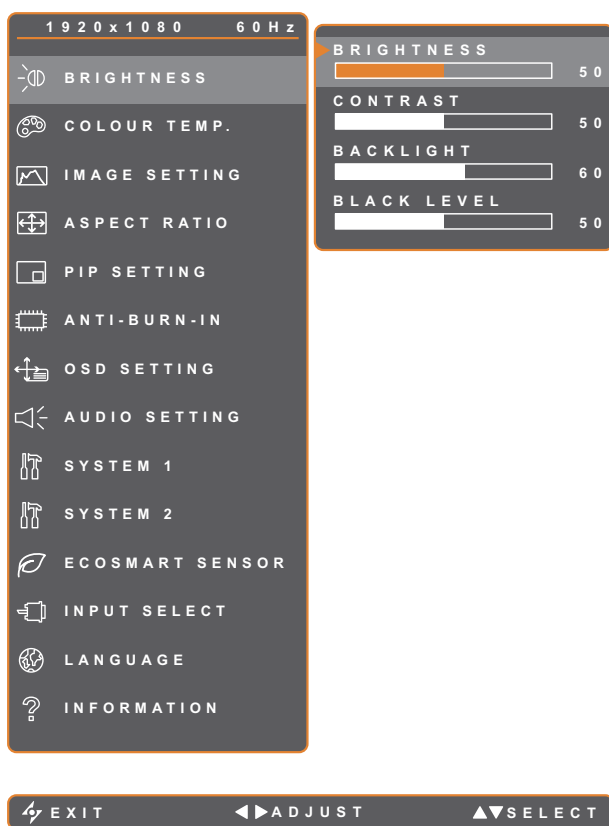 1920x1080 60Hz
BRIGHTNESS
COLOUR TEMP.
IMAGE SETTING
ASPECT RATIO
PIP SETTING
ANTI-BURN-IN
OSD SETTING
AUDIO SETTING
SYSTEM 1
SYSTEM 2
ECOSMART SENSOR
INPUT SELECT
LANGUAGE
INFORMATION
BRIGHTNESS
50
CONTRAST
50
BACKLIGHT
60
BLACK LEVEL
50
EXIT ADJUST SELECT